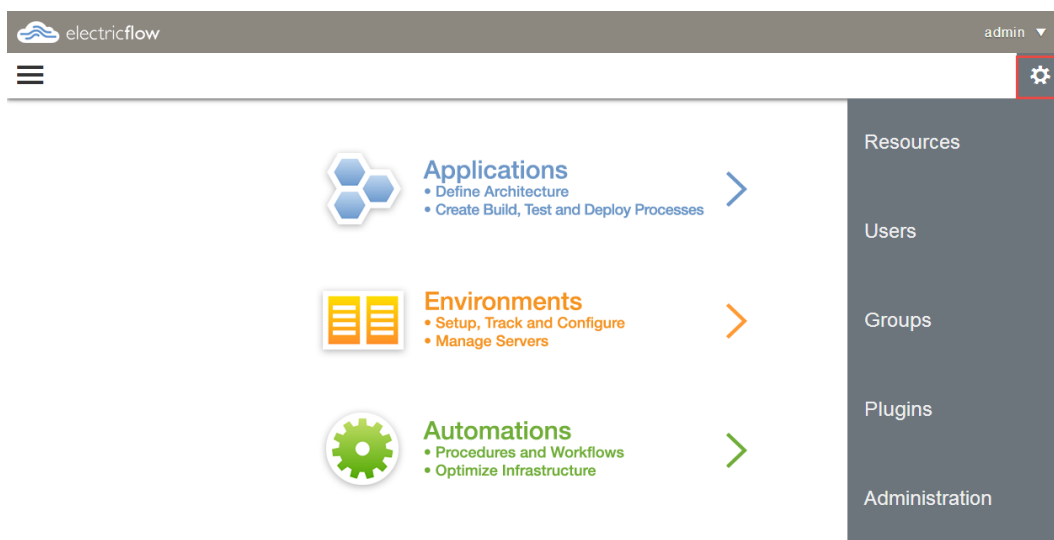 electricflow
admin ▼
Applications
• Define Architecture
• Create Build, Test and Deploy Processes
Environments
• Setup, Track and Configure
• Manage Servers
Automations
• Procedures and Workflows
• Optimize Infrastructure
Resources
Users
Groups
Plugins
Administration